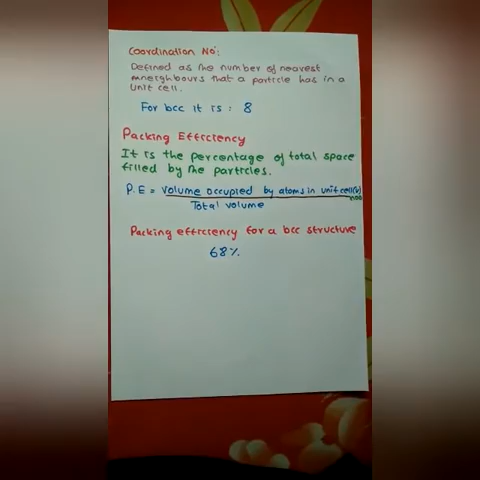 Coordination No:
Defined as the number of nearest
mneighbours that a particle has in a
unit cell.
For bcc it is : 8
Packing Efficiency
It is the percentage of total space
filled by the particles.
P.E = Volume occupied by atoms in unit cell
Total volume
Packing efficiency for a bcc structure
68%